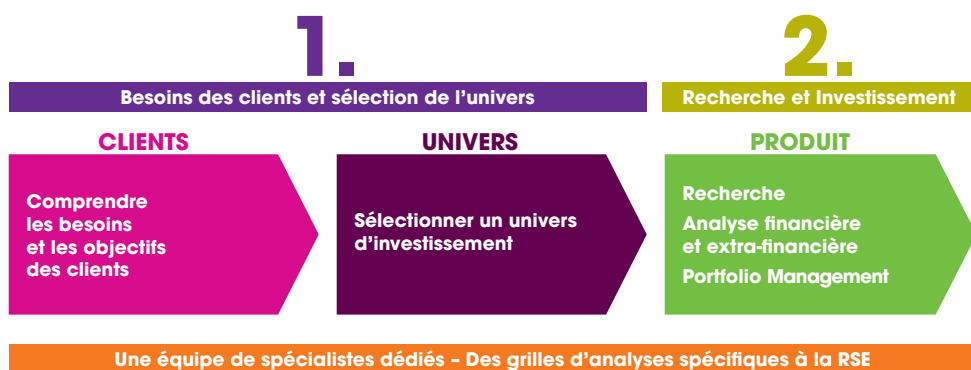 1.
2.
Besoins des clients et sélection de l’univers
Recherche et Investissement
CLIENTS
UNIVERS
PRODUIT
Comprendre
les besoins
et les objectifs
des clients
Sélectionner un univers
d’investissement
Recherche
Analyse financière
et extra-financière
Portfolio Management
Une équipe de spécialistes dédiés – Des grilles d’analyses spécifiques à la RSE